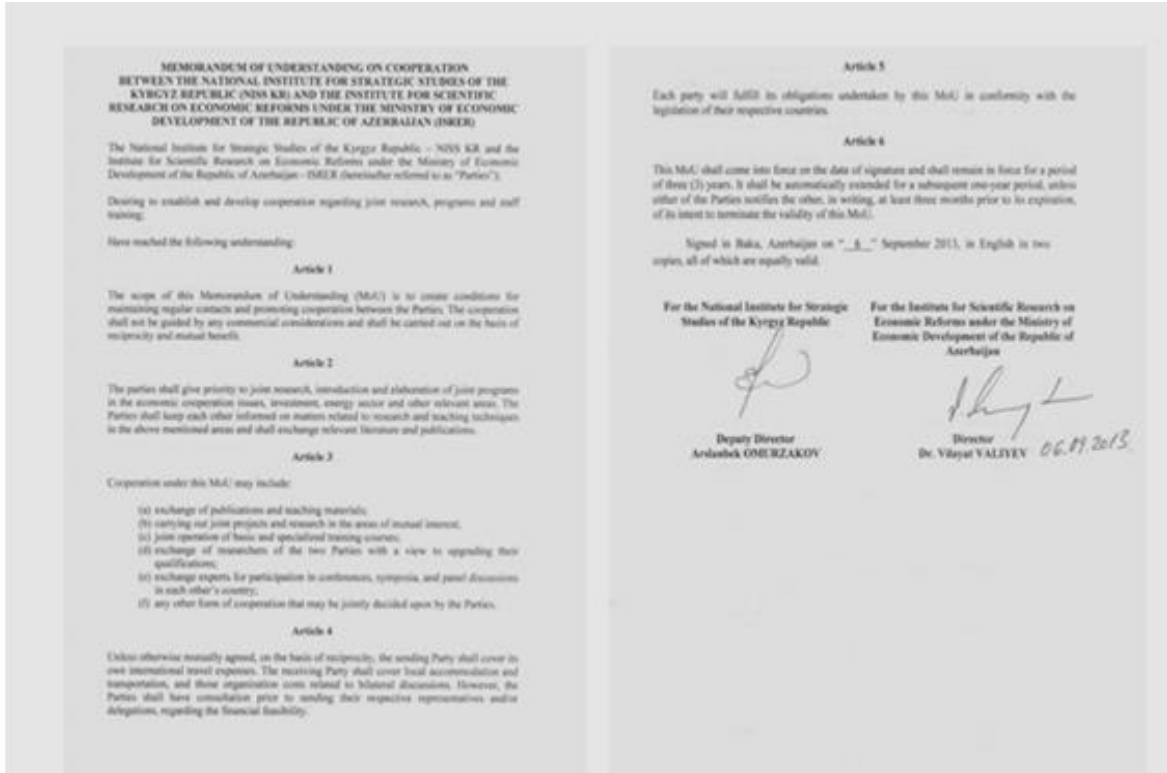 MEMORANDUM OF UNDERSTANDING ON COOPERATION
BETWEEN THE NATIONAL INSTITUTE FOR STRATEGIC STUDIES OF THE
KYRGYZ REPUBLIC (NISS KR) AND THE INSTITUTE FOR SCIENTIFIC
RESEARCH ON ECONOMIC REFORMS UNDER THE MINISTRY OF ECONOMIC
DEVELOPMENT OF THE REPUBLIC OF AZERBAIJAN (ISRER)
The National Institute for Strategic Studies of the Kyrgyz Republic – NISS KR and the
Institute for Scientific Research on Economic Reforms under the Ministry of Economic
Development of the Republic of Azerbaijan - ISRER (hereinafter referred to as "Parties");
Desiring to establish and develop cooperation regarding joint research, programs and staff
training;
Have reached the following understanding:
Article 1
The scope of this Memorandum of Understanding (MoU) is to create conditions for
maintaining regular contacts and promoting cooperation between the Parties. The cooperation
shall not be guided by any commercial considerations and shall be carried out on the basis of
reciprocity and mutual benefit.
Article 2
The parties shall give priority to joint research, introduction and elaboration of joint programs
in the economic cooperation issues, investment, energy sector and other relevant areas. The
Parties shall keep each other informed on matters related to research and teaching techniques
in the above mentioned areas and shall exchange relevant literature and publications.
Article 3
Cooperation under this MoU may include:
(a) exchange of publications and teaching materials;
(b) carrying out joint projects and research in the areas of mutual interest;
(c) joint operation of basic and specialized training courses;
(d) exchange of researchers of the two Parties with a view to upgrading their
qualifications;
(e) exchange experts for participation in conferences, symposia, and panel discussions
in each other's country;
(f) any other form of cooperation that may be jointly decided upon by the Parties.
Article 4
Unless otherwise mutually agreed, on the basis of reciprocity, the sending Party shall cover its
own international travel expenses. The receiving Party shall cover local accommodation and
transportation, and those organization costs related to bilateral discussions. However, the
Parties shall have consultation prior to sending their respective representatives and/or
delegations, regarding the financial feasibility.
Article 5
Each party will fulfill its obligations undertaken by this MoU in conformity with the
legislation of their respective countries.
Article 6
This MoU shall come into force on the date of signature and shall remain in force for a period
of three (3) years. It shall be automatically extended for a subsequent one-year period, unless
either of the Parties notifies the other, in writing, at least three months prior to its expiration,
of its intent to terminate the validity of this MoU.
Signed in Baku, Azerbaijan on "_6_" September 2013, in English in two
copies, all of which are equally valid.
For the National Institute for Strategic
Studies of the Kyrgyz Republic
Deputy Director
Arslanbek OMURZAKOV
For the Institute for Scientific Research on
Economic Reforms under the Ministry of
Economic Development of the Republic of
Azerbaijan
Director
Dr. Vilayat VALIYEV 06.09.2013